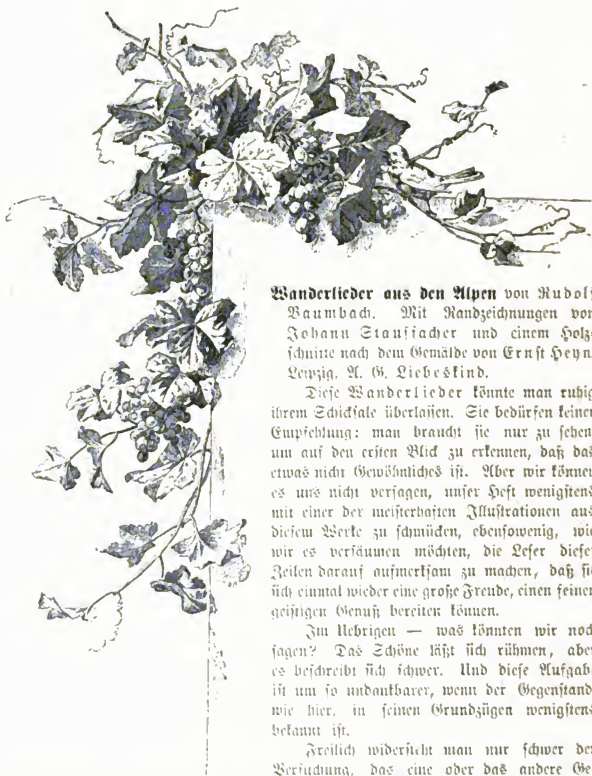 Wanderlieder aus den Alpen von Rudolf
Baumbach. Mit Randzeichnungen von
Johann Stauffacher und einem Holz-
schnitte nach dem Gemälde von Ernst Heyn.
Leipzig. A. G. Liebeskind.
Diese Wanderlieder könnte man ruhig
ihrem Schicksale überlassen. Sie bedürfen keiner
Empfehlung: man braucht sie nur zu sehen,
um auf den ersten Blick zu erkennen, daß das
etwas nicht Gewöhnliches ist. Aber wir können
es uns nicht versagen, unser Heft wenigstens
mit einer der meisterhaften Illustrationen aus
diesem Werke zu schmücken, ebensowenig, wie
wir es versäumen möchten, die Leser dieser
Zeilen darauf aufmerksam zu machen, daß sie
sich einmal wieder eine große Freude, einen feinen
geistigen Genuß bereiten können.
Im Uebrigen — was könnten wir noch
sagen? Das Schöne läßt sich rühmen, aber
es beschreibt sich schwer. Und diese Aufgabe
ist um so undankbarer, wenn der Gegenstand,
wie hier, in seinen Grundzügen wenigstens
bekannt ist.
Freilich widersteht man nur schwer der
Versuchung, das eine oder das andere Ge-